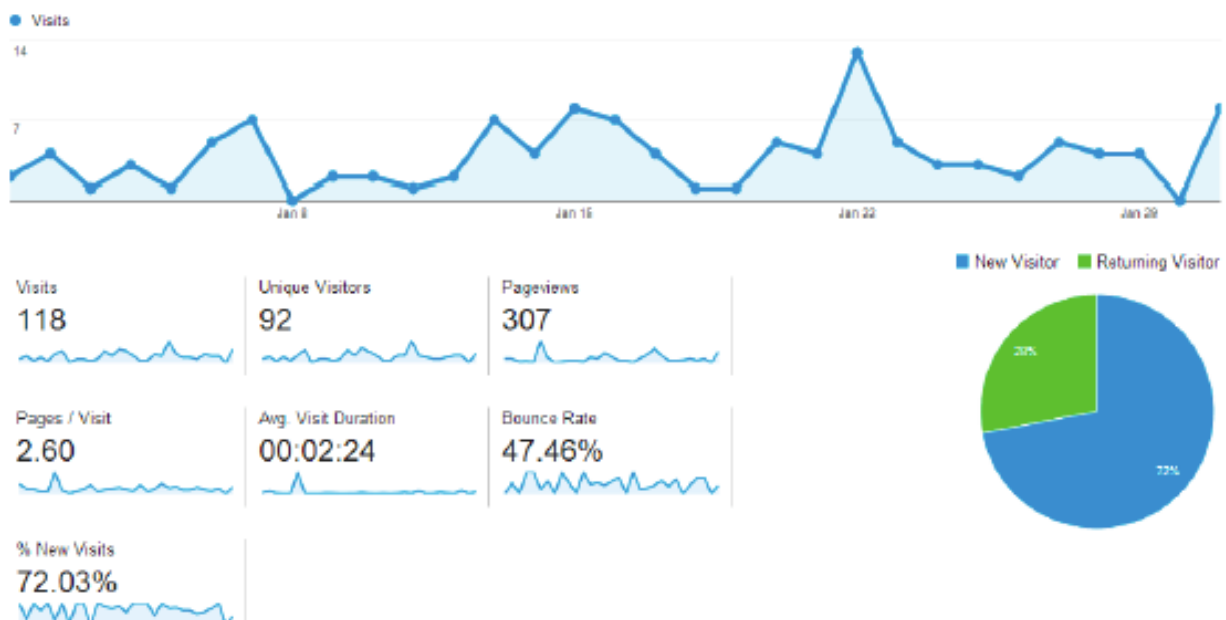 Visits
14
7
Jan 8
Jan 15
Jan 22
Jan 29
New Visitor
Returning Visitor
Visits
118
Unique Visitors
92
Pageviews
307
28%
72%
Pages / Visit
2.60
Avg. Visit Duration
00:02:24
Bounce Rate
47.46%
% New Visits
72.03%